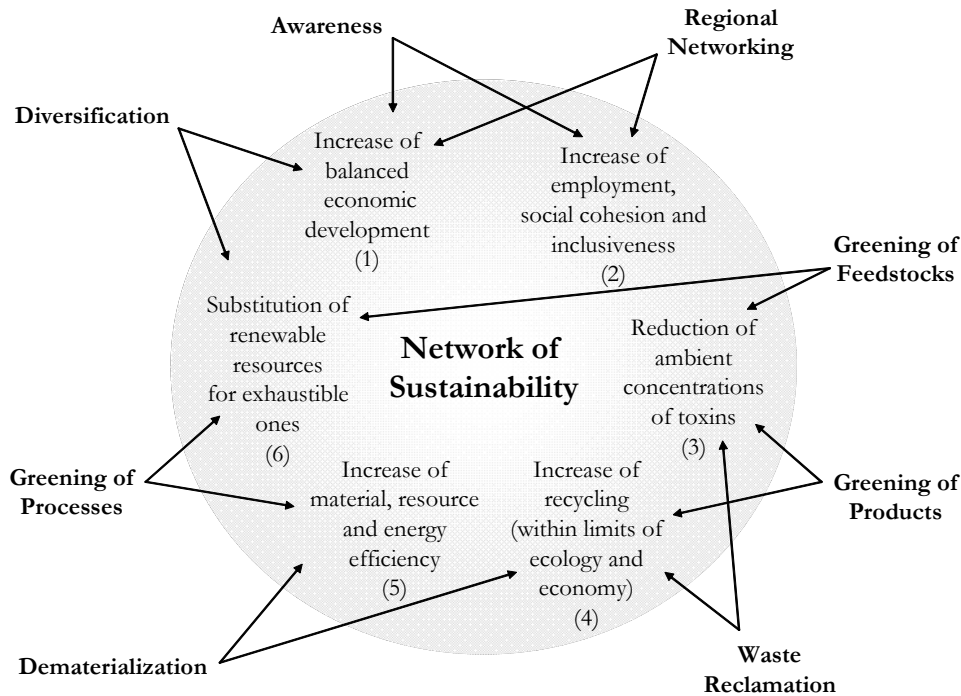 Awareness
Regional
Networking
Diversification
Increase of
balanced
economic
development
(1)
Increase of
employment,
social cohesion and
inclusiveness
(2)
Greening of
Feedstocks
Substitution of
renewable
resources
for exhaustible
ones
(6)
Network of
Sustainability
Reduction of
ambient
concentrations
of toxins
(3)
Greening of
Processes
Increase of
material, resource
and energy
efficiency
(5)
Increase of
recycling
(within limits of
ecology and
economy)
(4)
Greening of
Products
Dematerialization
Waste
Reclamation